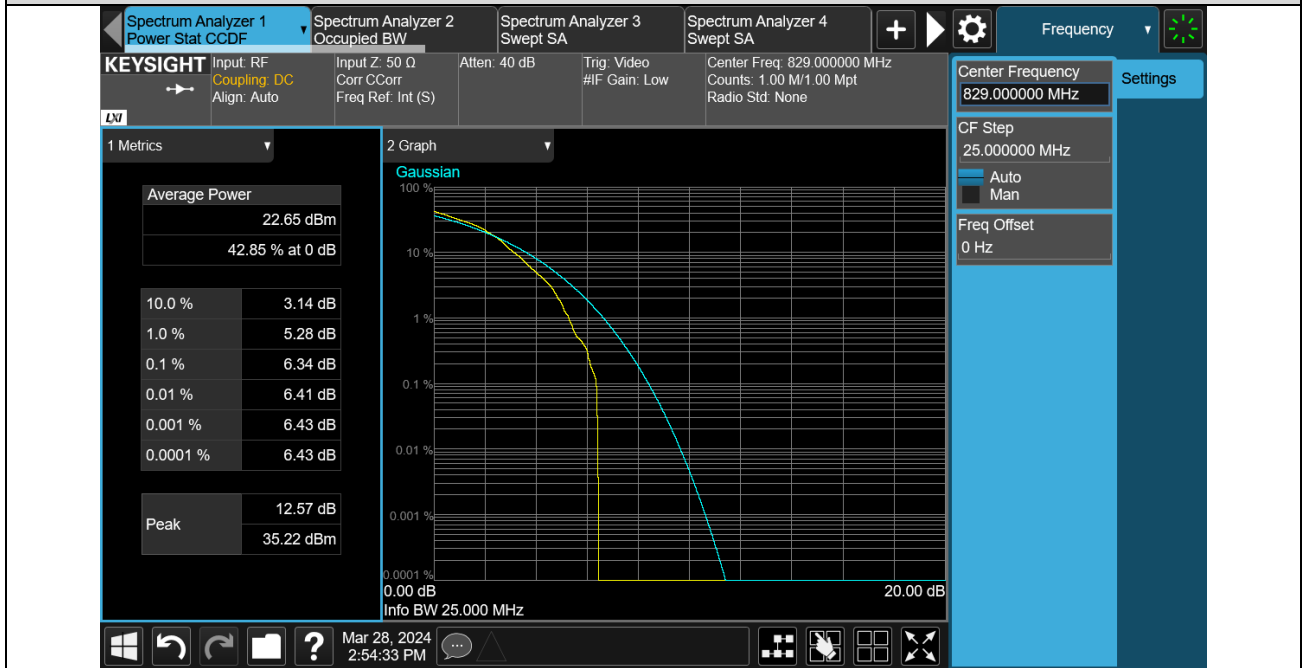 Spectrum Analyzer 1
Power Stat CCDF
Spectrum Analyzer 2
Occupied BW
Spectrum Analyzer 3
Swept SA
Spectrum Analyzer 4
Swept SA
+
Frequency
KEYSIGHT
LXI
Input: RF
Coupling: DC
Align: Auto
Input Z: 50 Ω
Corr CCorr
Freq Ref: Int (S)
Atten: 40 dB
Trig: Video
#IF Gain: Low
Center Freq: 829.000000 MHz
Counts: 1.00 M/1.00 Mpt
Radio Std: None
Center Frequency
829.000000 MHz
Settings
CF Step
25.000000 MHz
Auto
Man
Freq Offset
0 Hz
1 Metrics
Average Power
22.65 dBm
42.85 % at 0 dB
10.0 % 3.14 dB
1.0 % 5.28 dB
0.1 % 6.34 dB
0.01 % 6.41 dB
0.001 % 6.43 dB
0.0001 % 6.43 dB
Peak
12.57 dB
35.22 dBm
2 Graph
Gaussian
100 %
10 %
1 %
0.1 %
0.01 %
0.001 %
0.0001 %
0.00 dB 20.00 dB
Info BW 25.000 MHz
?
Mar 28, 2024
2:54:33 PM